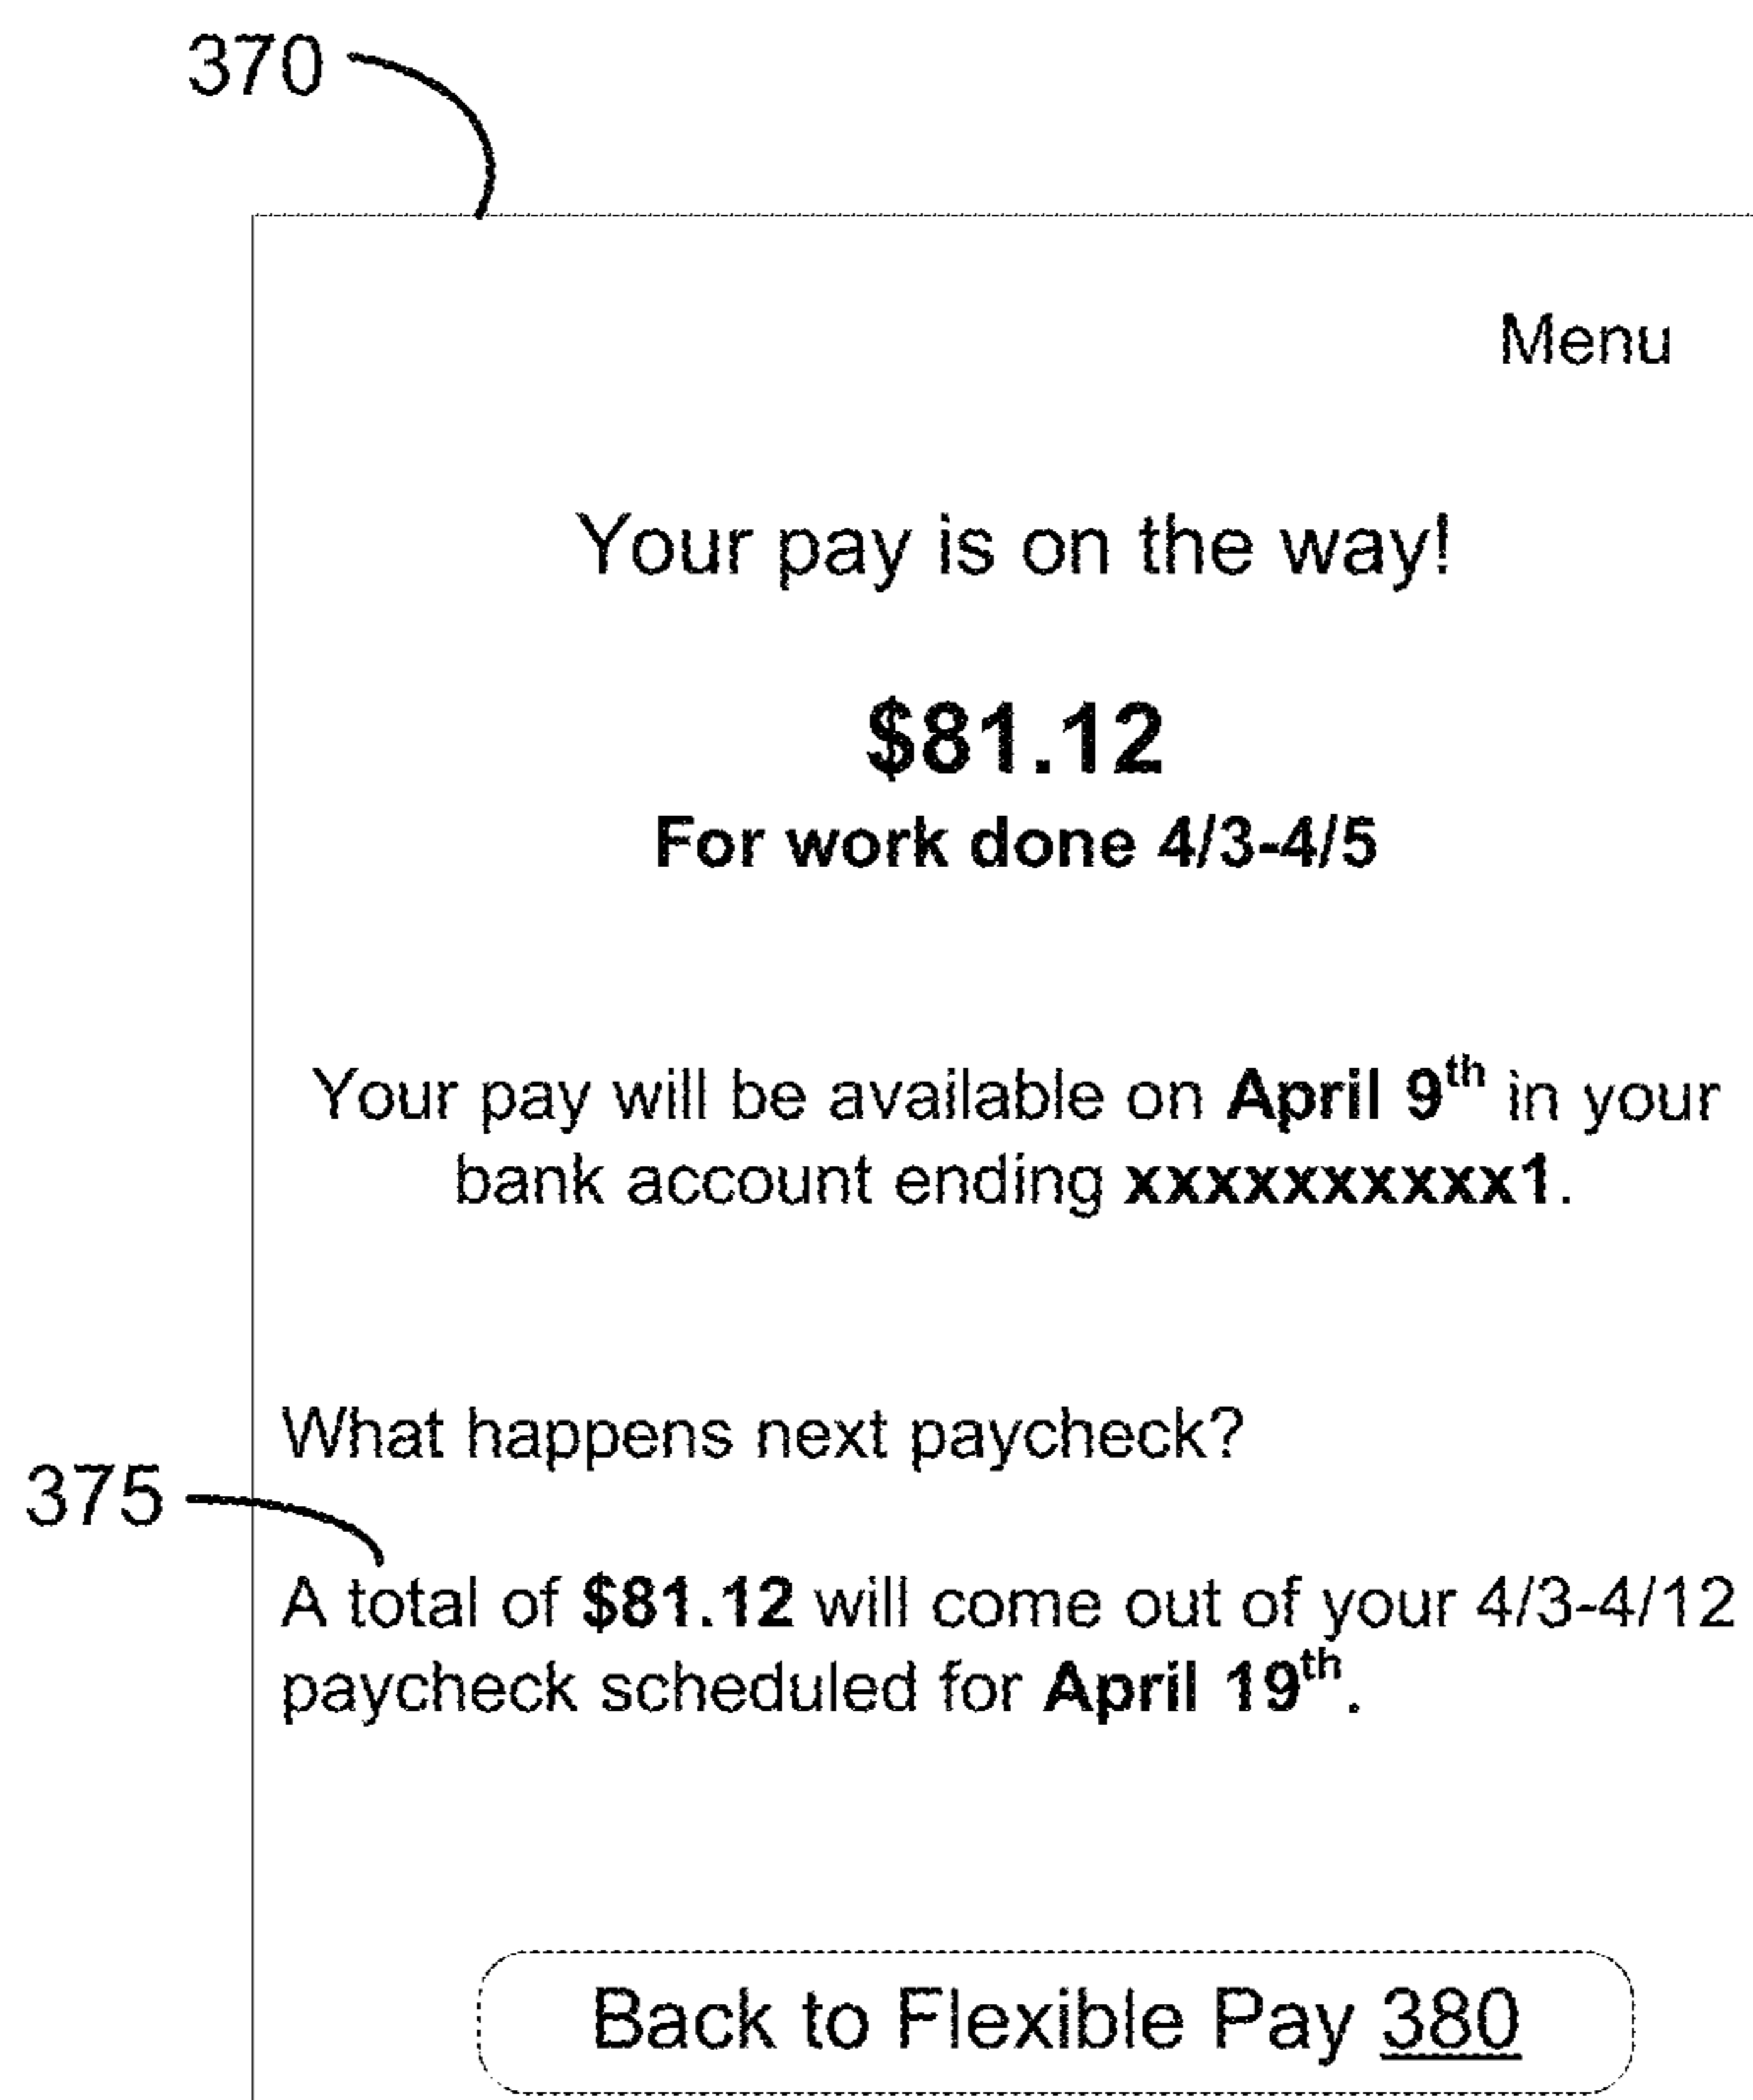 370
Menu
Your pay is on the way!
$81.12
For work done 4/3-4/5
Your pay will be available on April 9th in your
bank account ending xxxxxxxxxx1.
What happens next paycheck?
375
A total of $81.12 will come out of your 4/3-4/12
paycheck scheduled for April 19th.
Back to Flexible Pay 380